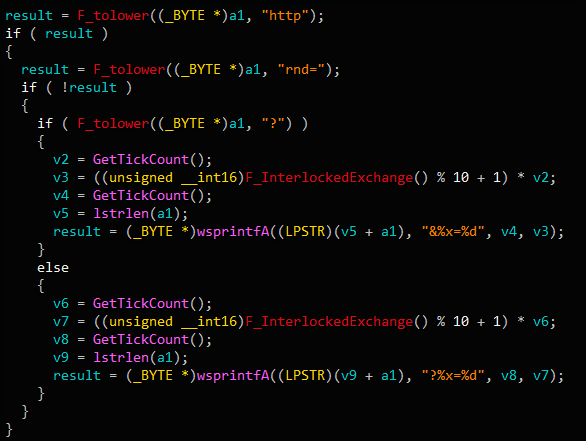 result = F_tolower((_BYTE *)a1, "http");
if ( result )
{
  result = F_tolower((_BYTE *)a1, "rnd=");
  if ( !result )
  {
    if ( F_tolower((_BYTE *)a1, "?") )
    {
      v2 = GetTickCount();
      v3 = ((unsigned __int16)F_InterlockedExchange() % 10 + 1) * v2;
      v4 = GetTickCount();
      v5 = lstrlen(a1);
      result = (_BYTE *)wsprintfA((LPSTR)(v5 + a1), "&%x=%d", v4, v3);
    }
    else
    {
      v6 = GetTickCount();
      v7 = ((unsigned __int16)F_InterlockedExchange() % 10 + 1) * v6;
      v8 = GetTickCount();
      v9 = lstrlen(a1);
      result = (_BYTE *)wsprintfA((LPSTR)(v9 + a1), "?%x=%d", v8, v7);
    }
  }
}